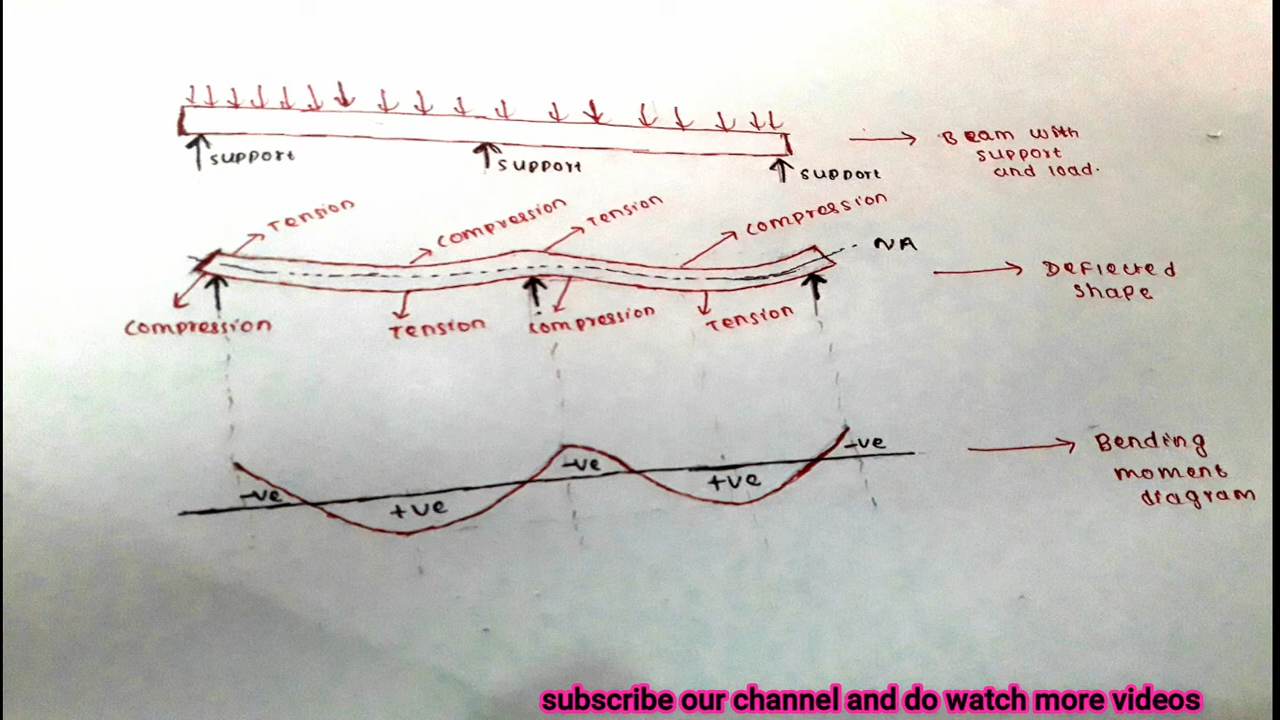 support
support
support
Beam with
support
and load.
Tension
compression
Tension
compression
NA
Deflected
shape
compression
Tension
compression
Tension
-ve
+ve
-ve
+ve
-ve
Bending
moment
diagram
subscribe our channel and do watch more videos